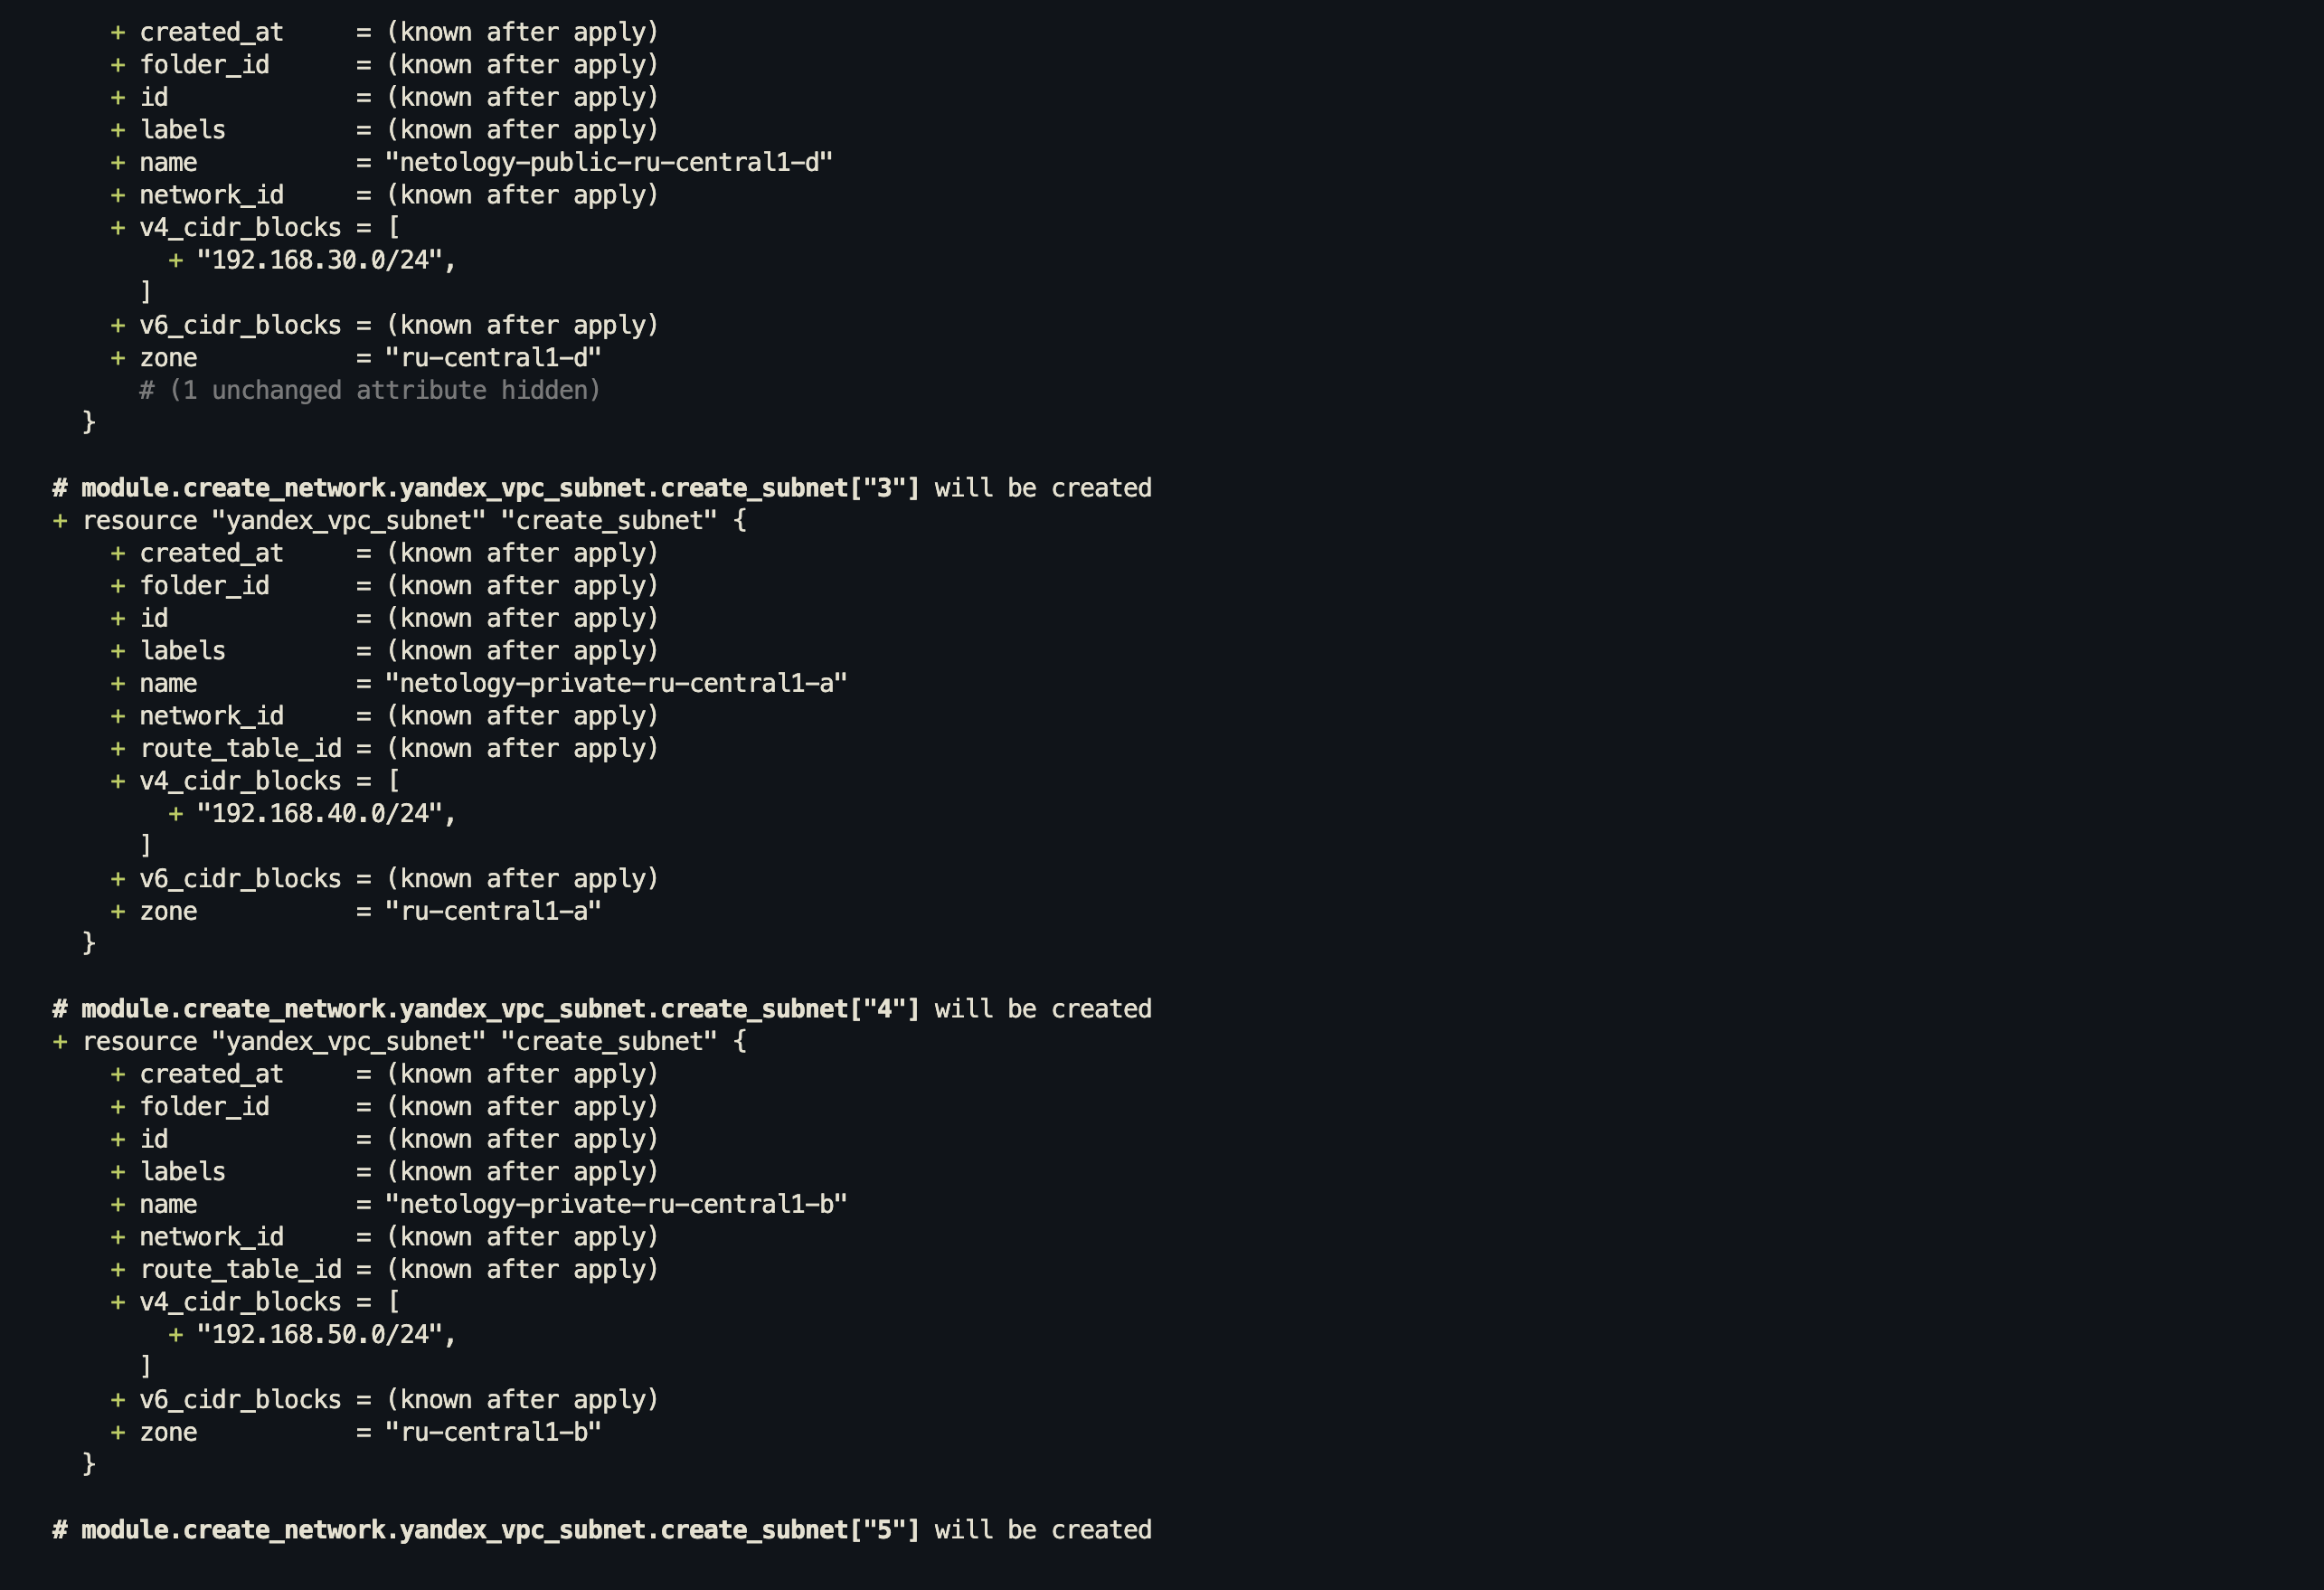 + created_at     = (known after apply)
+ folder_id      = (known after apply)
+ id             = (known after apply)
+ labels         = (known after apply)
+ name           = "netology-public-ru-central1-d"
+ network_id     = (known after apply)
+ v4_cidr_blocks = [
+ "192.168.30.0/24",
]
+ v6_cidr_blocks = (known after apply)
+ zone           = "ru-central1-d"
# (1 unchanged attribute hidden)
}
# module.create_network.yandex_vpc_subnet.create_subnet["3"] will be created
+ resource "yandex_vpc_subnet" "create_subnet" {
+ created_at     = (known after apply)
+ folder_id      = (known after apply)
+ id             = (known after apply)
+ labels         = (known after apply)
+ name           = "netology-private-ru-central1-a"
+ network_id     = (known after apply)
+ route_table_id = (known after apply)
+ v4_cidr_blocks = [
+ "192.168.40.0/24",
]
+ v6_cidr_blocks = (known after apply)
+ zone           = "ru-central1-a"
}
# module.create_network.yandex_vpc_subnet.create_subnet["4"] will be created
+ resource "yandex_vpc_subnet" "create_subnet" {
+ created_at     = (known after apply)
+ folder_id      = (known after apply)
+ id             = (known after apply)
+ labels         = (known after apply)
+ name           = "netology-private-ru-central1-b"
+ network_id     = (known after apply)
+ route_table_id = (known after apply)
+ v4_cidr_blocks = [
+ "192.168.50.0/24",
]
+ v6_cidr_blocks = (known after apply)
+ zone           = "ru-central1-b"
}
# module.create_network.yandex_vpc_subnet.create_subnet["5"] will be created